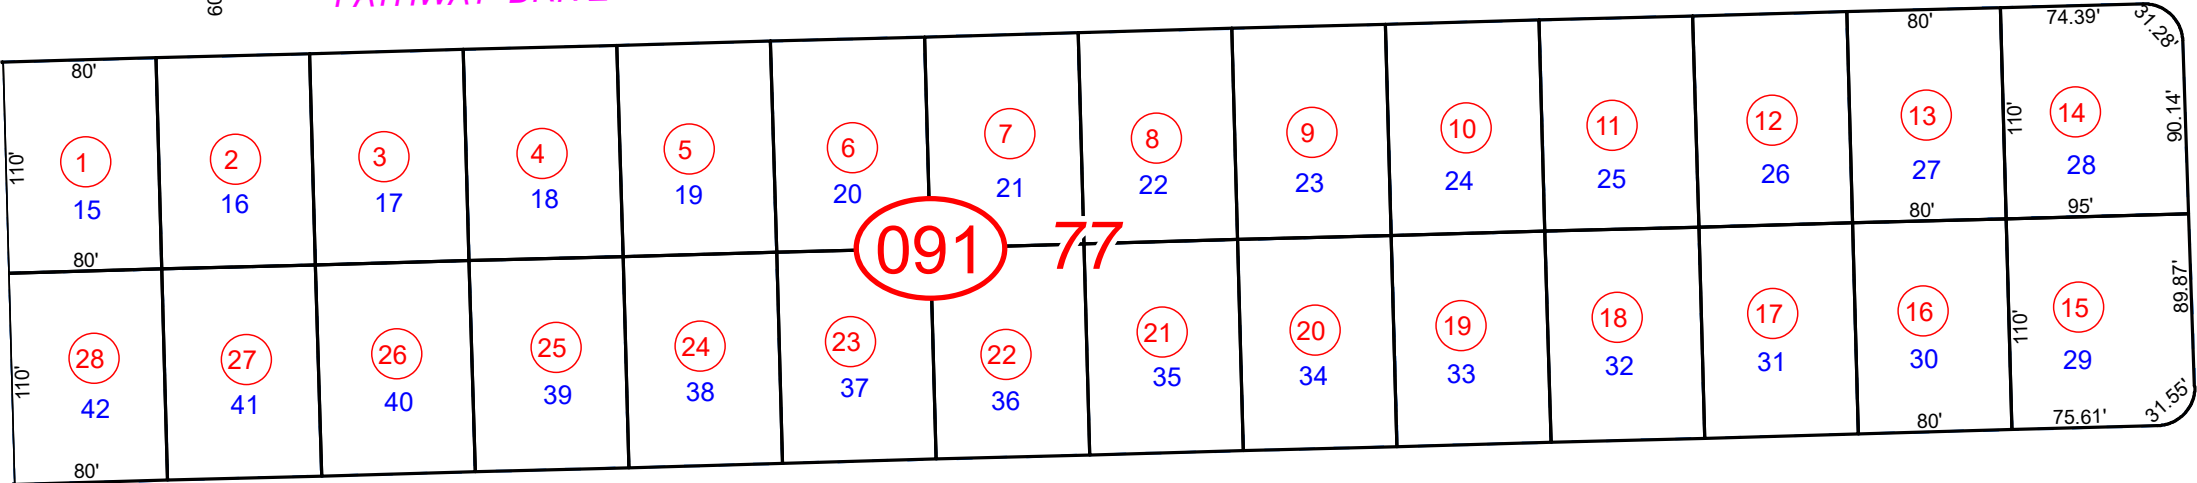 60
PATHWAY
80' 80' 74.39' 31.28'
110' 1 2 3 4 5 6 7 8 9 10 11 12 13 110' 14 90.14'
15 16 17 18 19 20 21 22 23 24 25 26 27 28
80' 80' 95'
091 77
110' 28 27 26 25 24 23 22 21 20 19 18 17 16 110' 15 89.87'
42 41 40 39 38 37 36 35 34 33 32 31 30 29
80' 80' 75.61' 31.55'